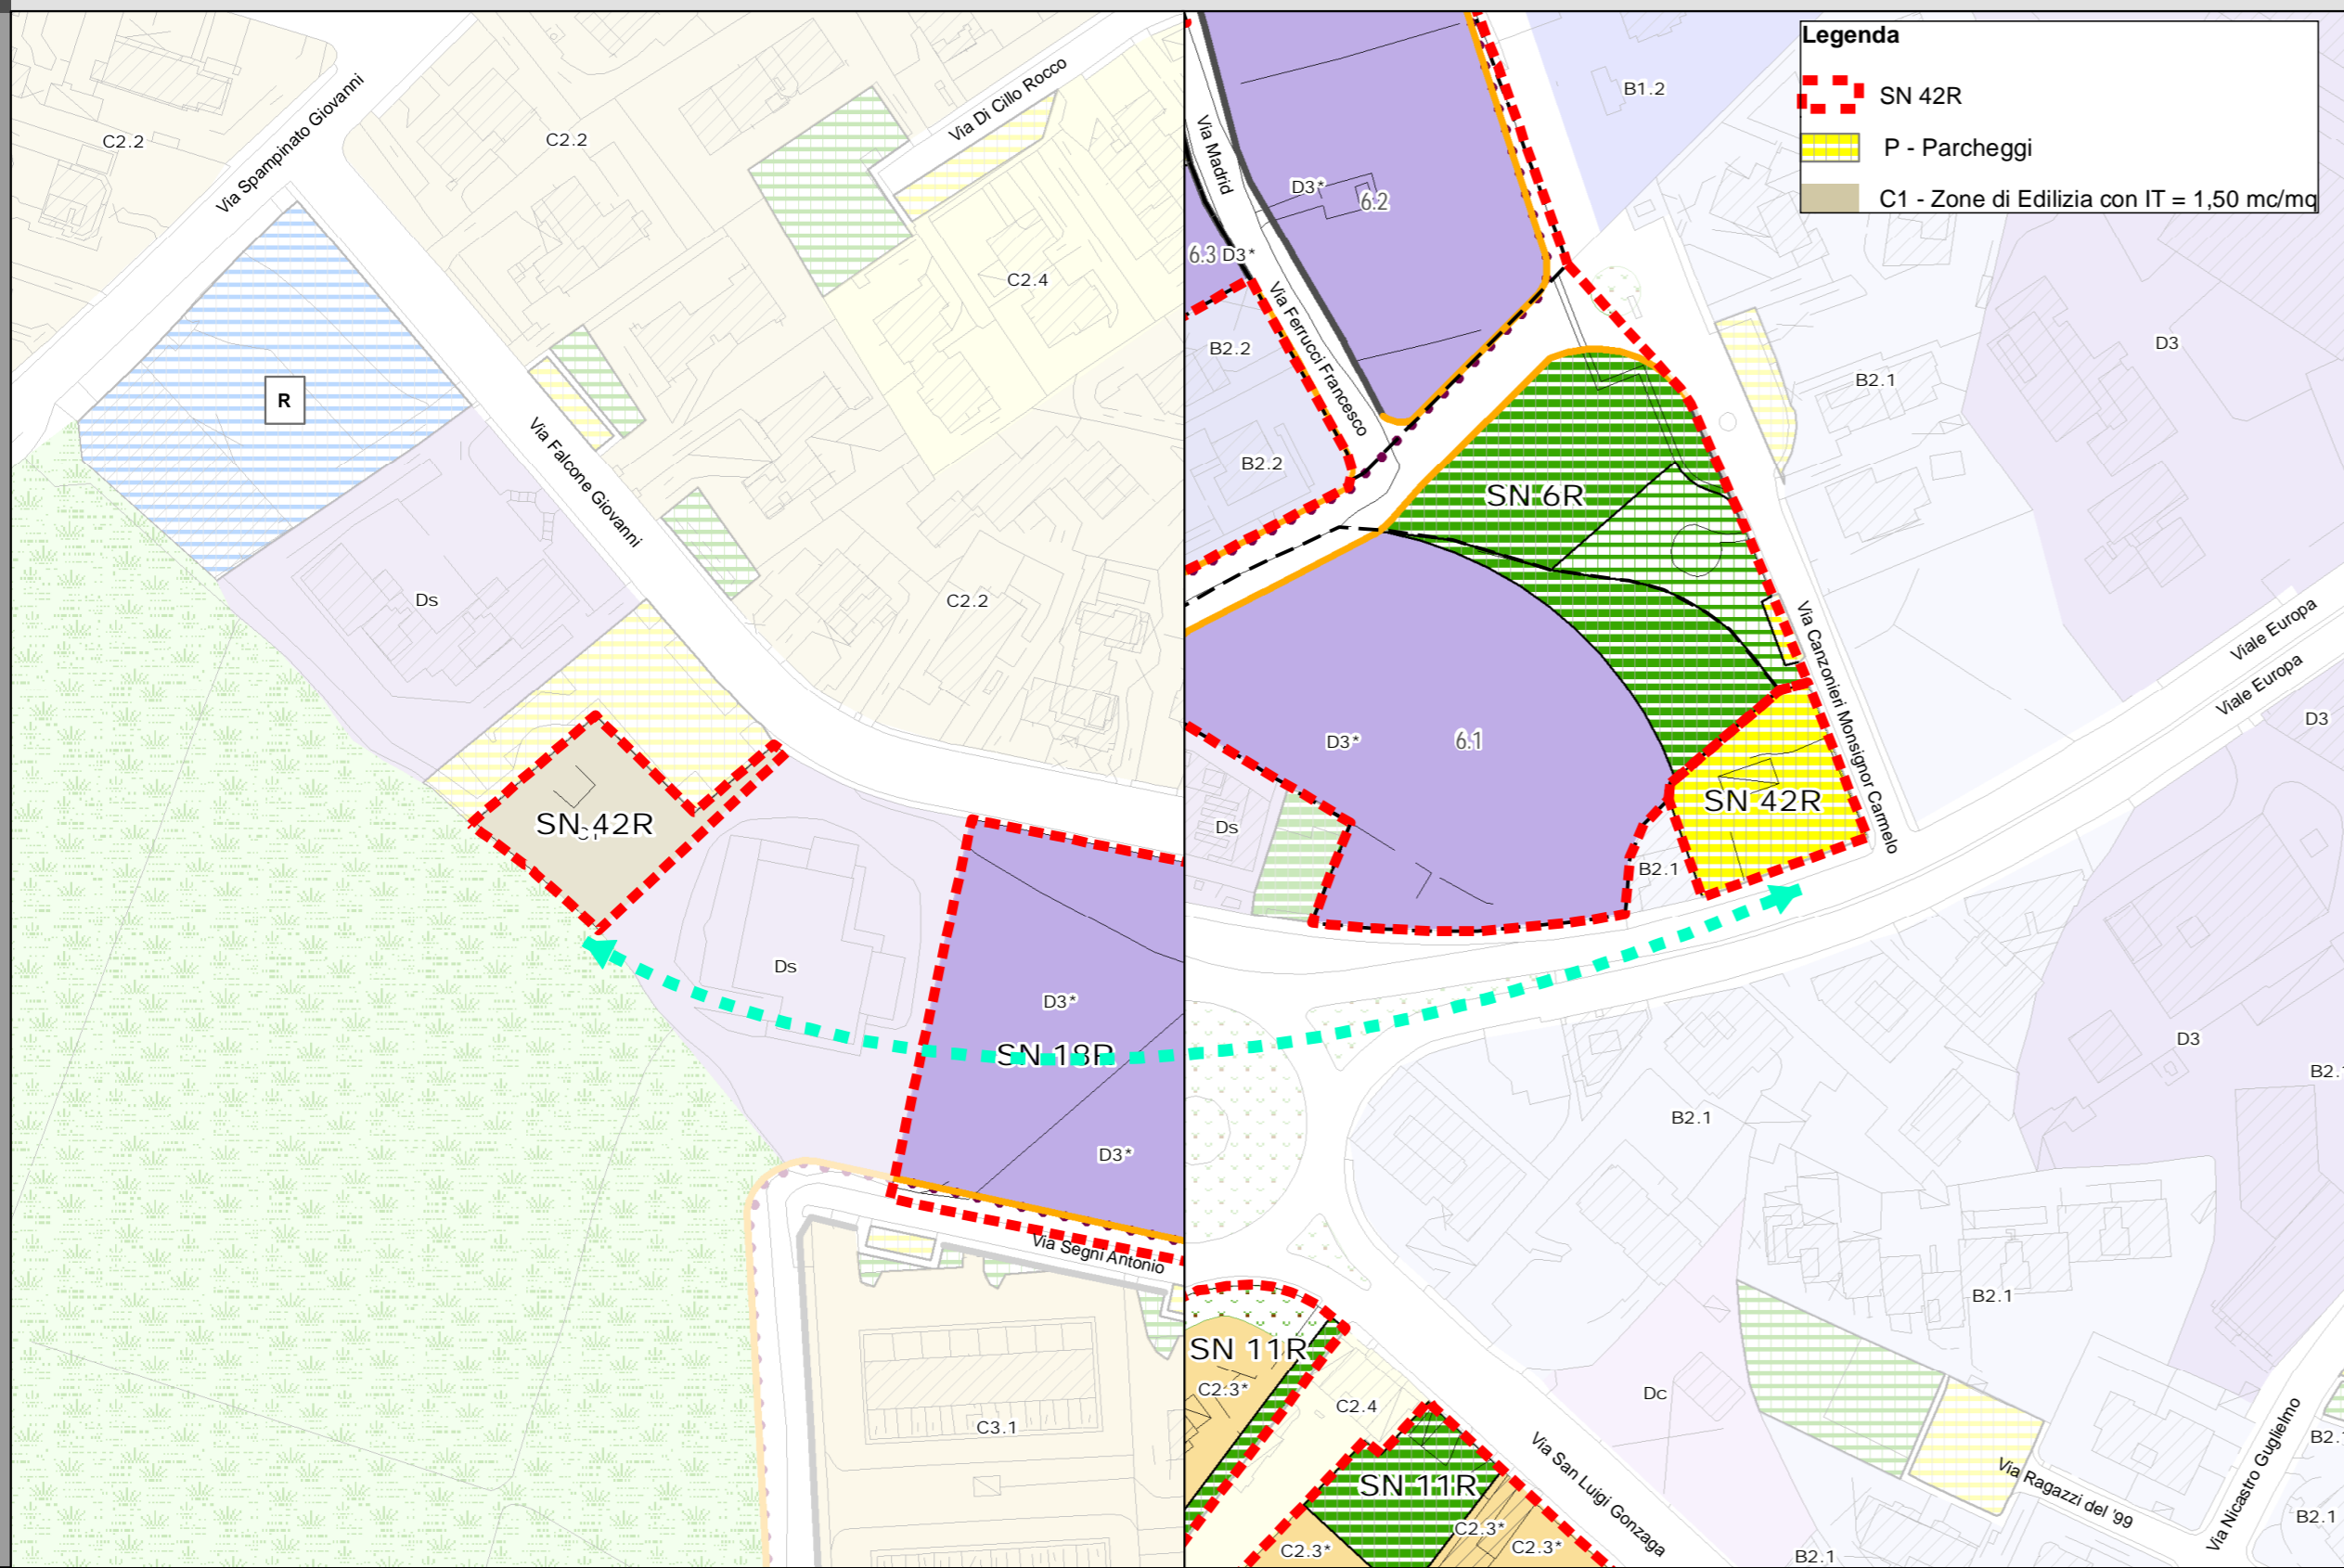 Legenda
SN 42R
P - Parcheggi
C1 - Zone di Edilizia con IT = 1,50 mc/mq
C2.2
Via Spampinato Giovanni
C2.2
Via Di Cillo Rocco
C2.4
R
Via Falcone Giovanni
Ds
C2.2
SN 42R
Ds
D3*
SN 18R
D3*
Via Segni Antonio
C3.1
Via Madrid
D3*
6.2
B1.2
6.3
D3*
Via Ferrucci Francesco
B2.2
B2.2
SN 6R
B2.1
D3
Via Canzonieri Monsignor Carmelo
Viale Europa
Viale Europa
D3
D3*
6.1
SN 42R
Ds
B2.1
D3
B2.1
B2.1
SN 11R
C2.3*
C2.4
Dc
SN 11R
Via San Luigi Gonzaga
C2.3*
C2.3*
C2.3*
Via Ragazzi del '99
Via Nicastro Guglielmo
B2.1
B2.1